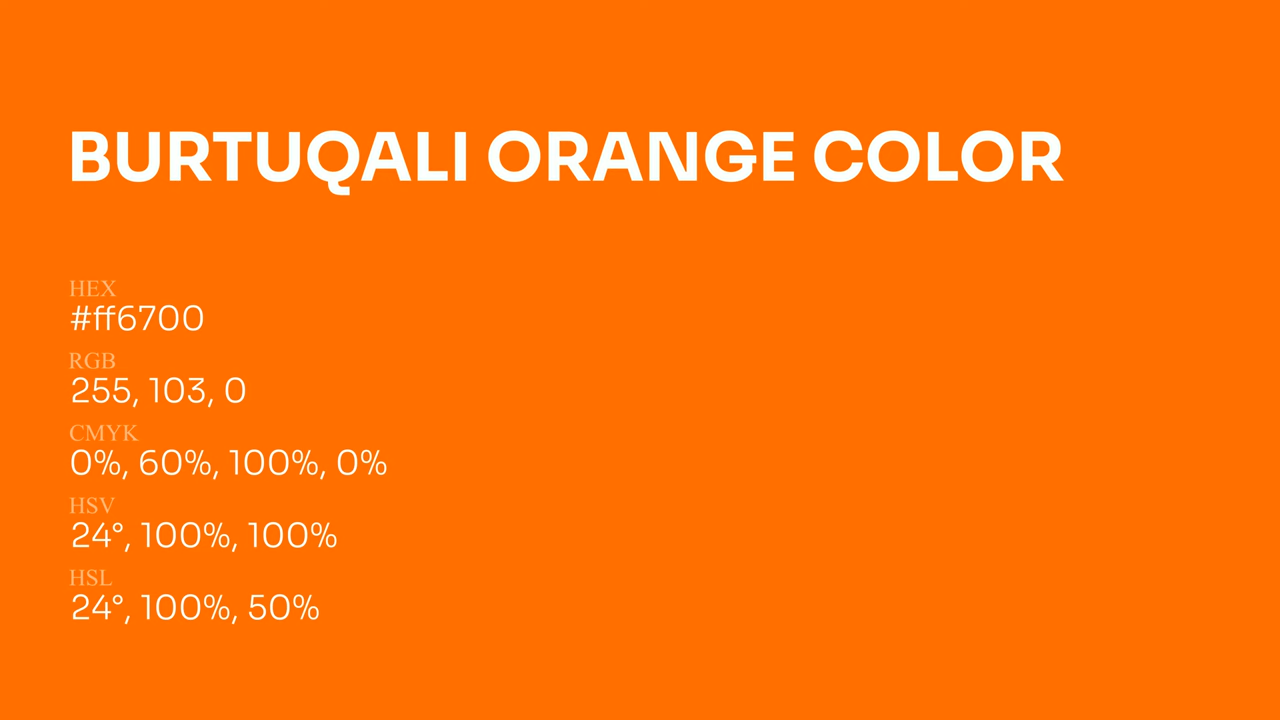 BURTUQALI ORANGE COLOR
HEX
#ff6700
RGB
255, 103, 0
CMYK
0%, 60%, 100%, 0%
HSV
24°, 100%, 100%
HSL
24°, 100%, 50%